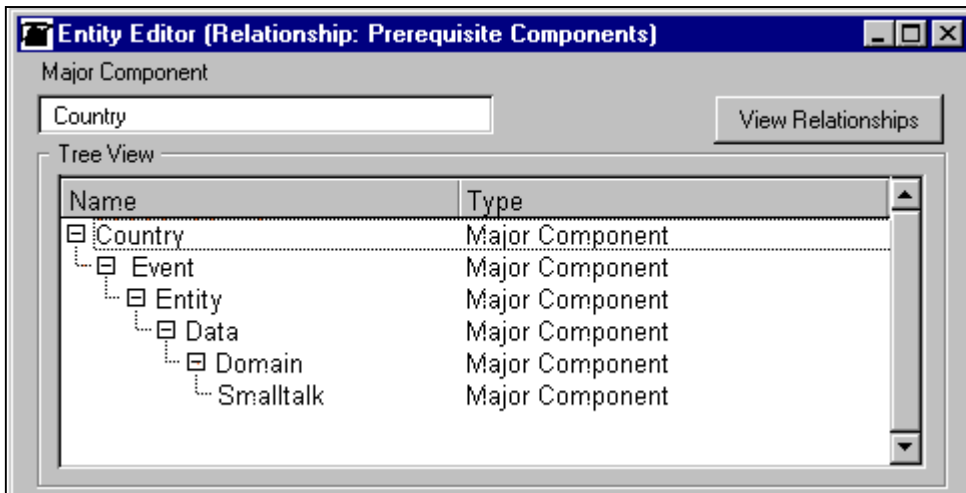 Entity Editor (Relationship: Prerequisite Components)
Major Component
Country
View Relationships
Tree View
Name Type
Country Major Component
Event Major Component
Entity Major Component
Data Major Component
Domain Major Component
Smalltalk Major Component